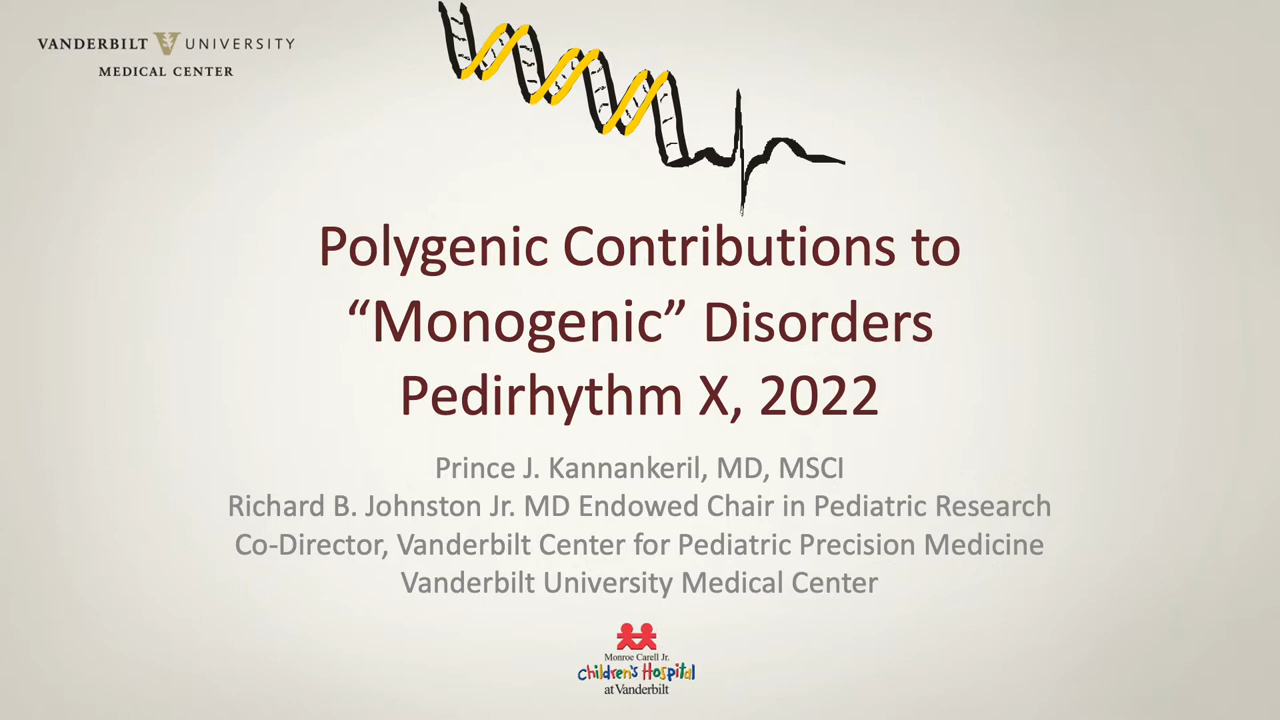 VANDERBILT UNIVERSITY
MEDICAL CENTER
Polygenic Contributions to
“Monogenic” Disorders
Pedirhythm X, 2022
Prince J. Kannankeril, MD, MSCI
Richard B. Johnston Jr. MD Endowed Chair in Pediatric Research
Co-Director, Vanderbilt Center for Pediatric Precision Medicine
Vanderbilt University Medical Center
Monroe Carell Jr.
Children's Hospital
at Vanderbilt